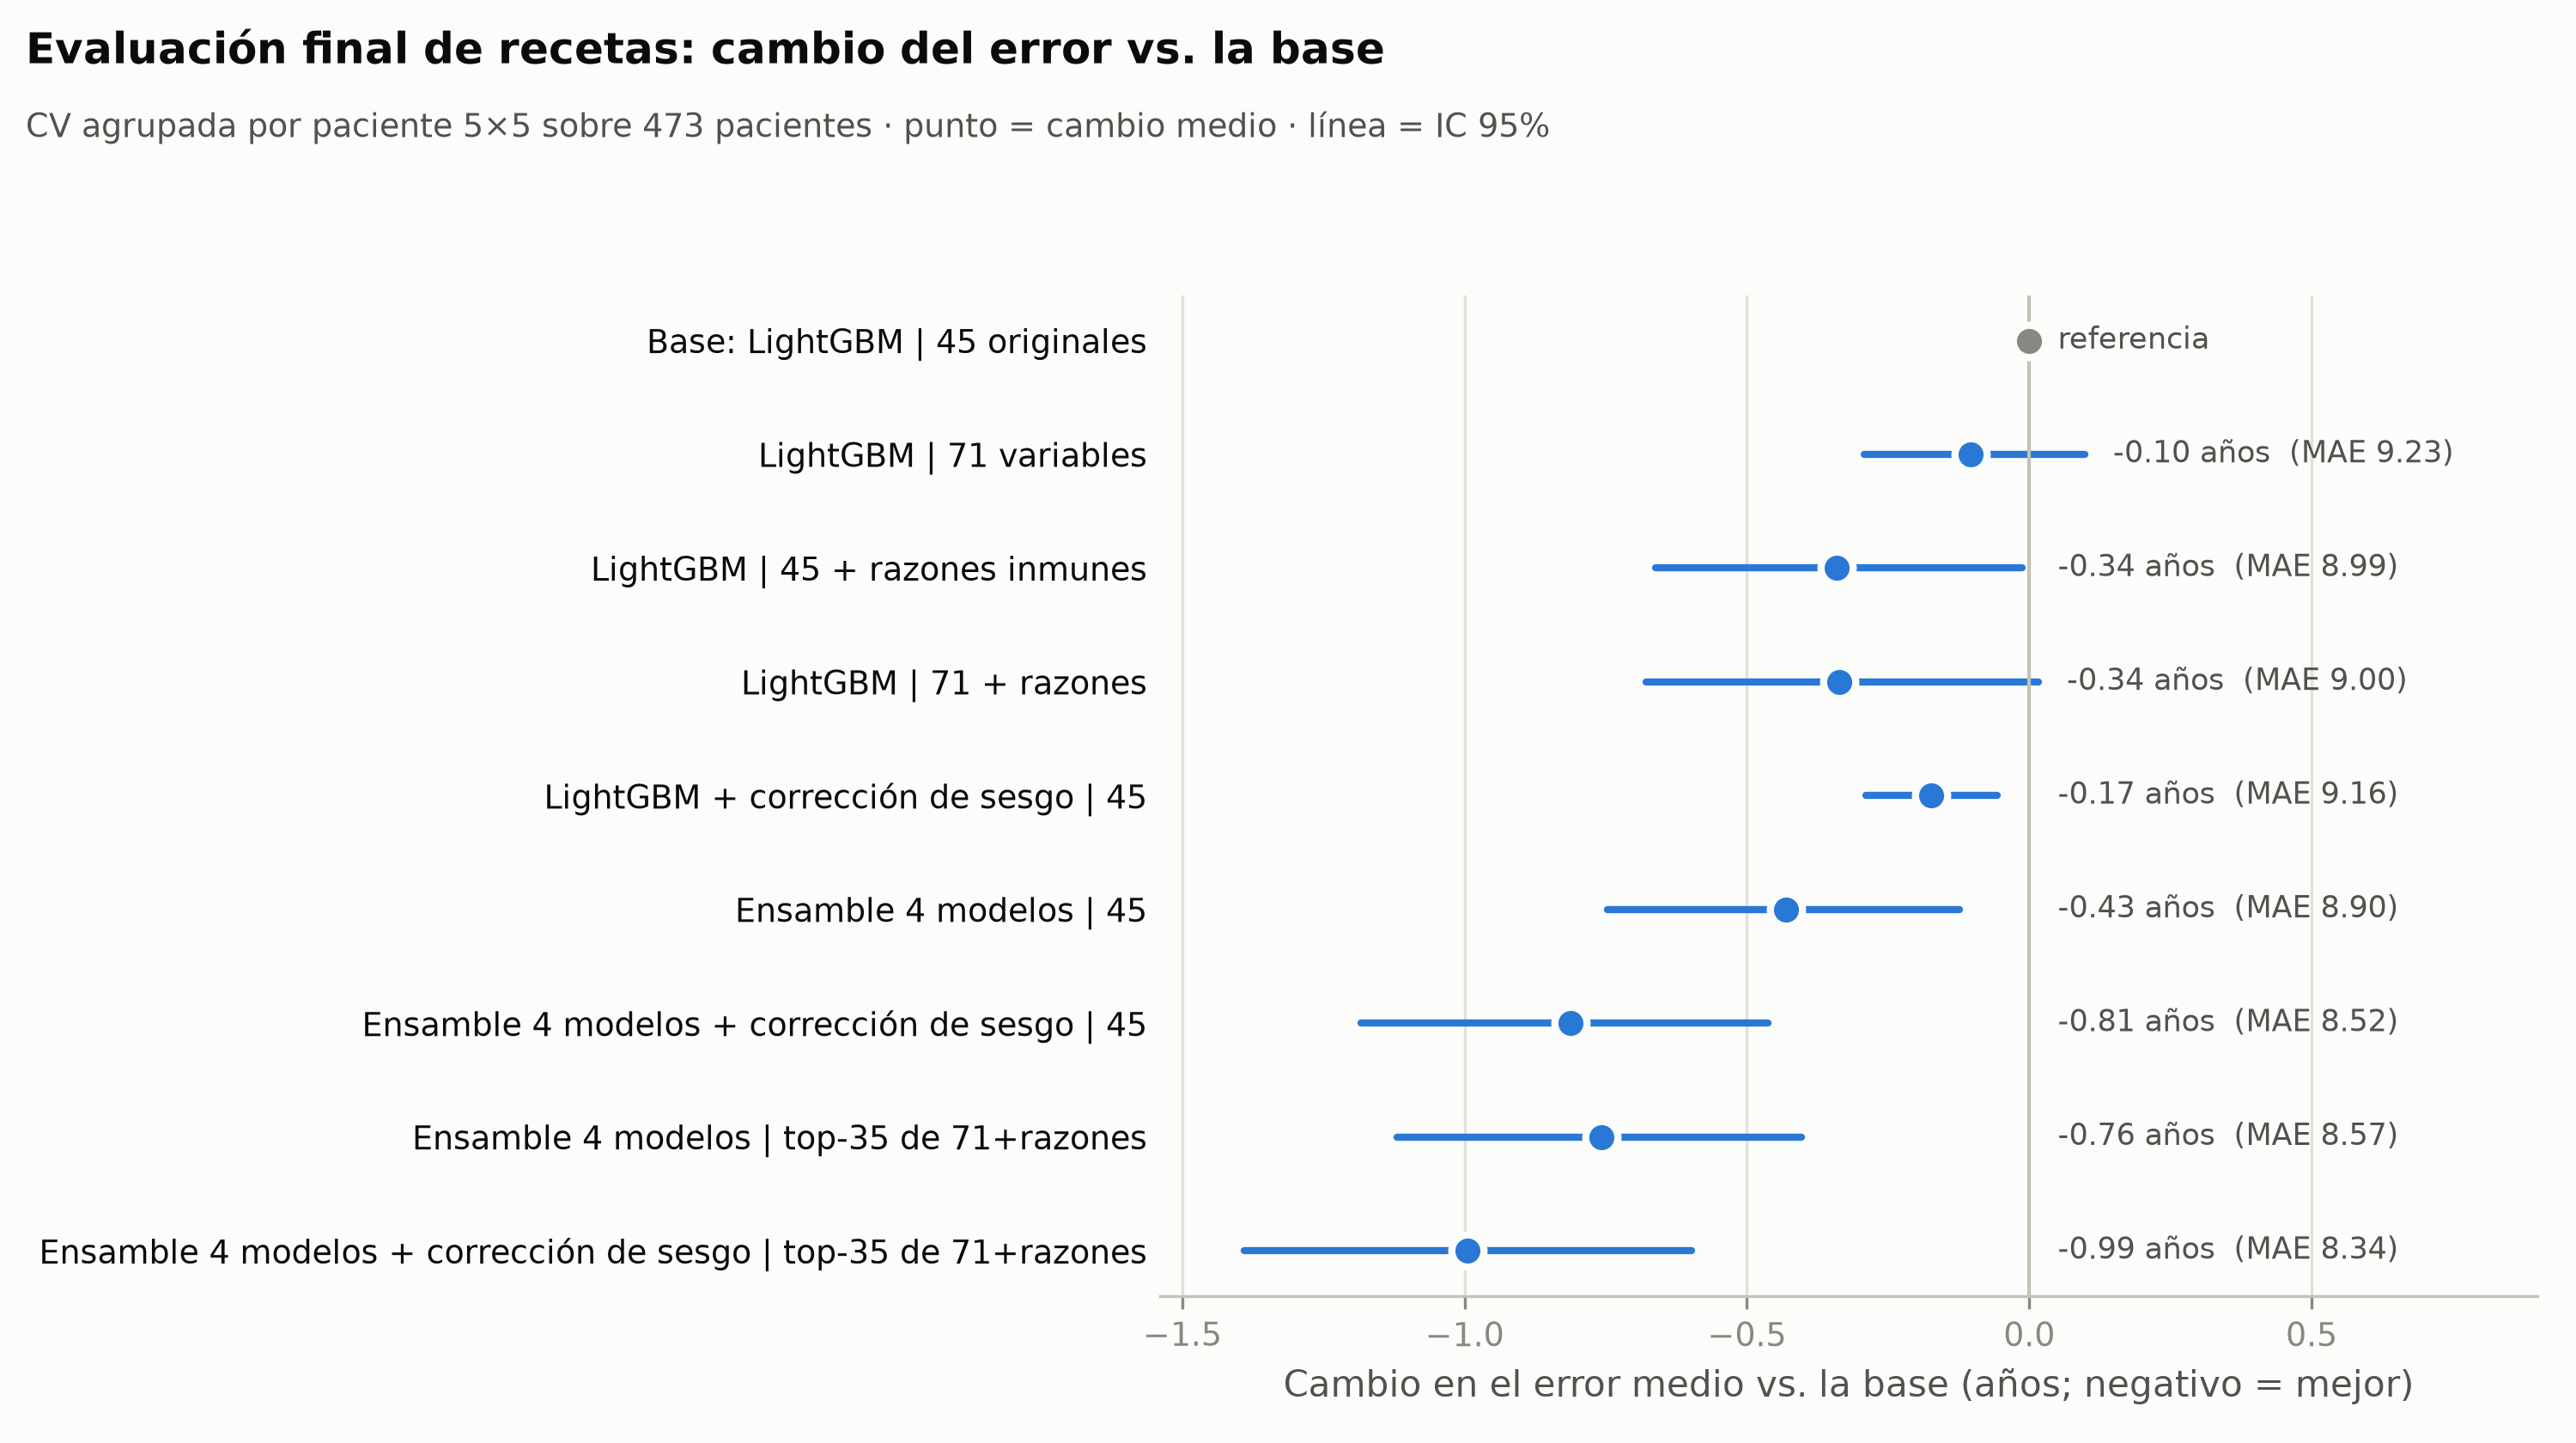 Evaluación final de recetas: cambio del error vs. la base
CV agrupada por paciente 5×5 sobre 473 pacientes · punto = cambio medio · línea = IC 95%
Base: LightGBM | 45 originales
referencia
LightGBM | 71 variables
-0.10 años  (MAE 9.23)
LightGBM | 45 + razones inmunes
-0.34 años  (MAE 8.99)
LightGBM | 71 + razones
-0.34 años  (MAE 9.00)
LightGBM + corrección de sesgo | 45
-0.17 años  (MAE 9.16)
Ensamble 4 modelos | 45
-0.43 años  (MAE 8.90)
Ensamble 4 modelos + corrección de sesgo | 45
-0.81 años  (MAE 8.52)
Ensamble 4 modelos | top-35 de 71+razones
-0.76 años  (MAE 8.57)
Ensamble 4 modelos + corrección de sesgo | top-35 de 71+razones
-0.99 años  (MAE 8.34)
−1.5 −1.0 −0.5 0.0 0.5
Cambio en el error medio vs. la base (años; negativo = mejor)